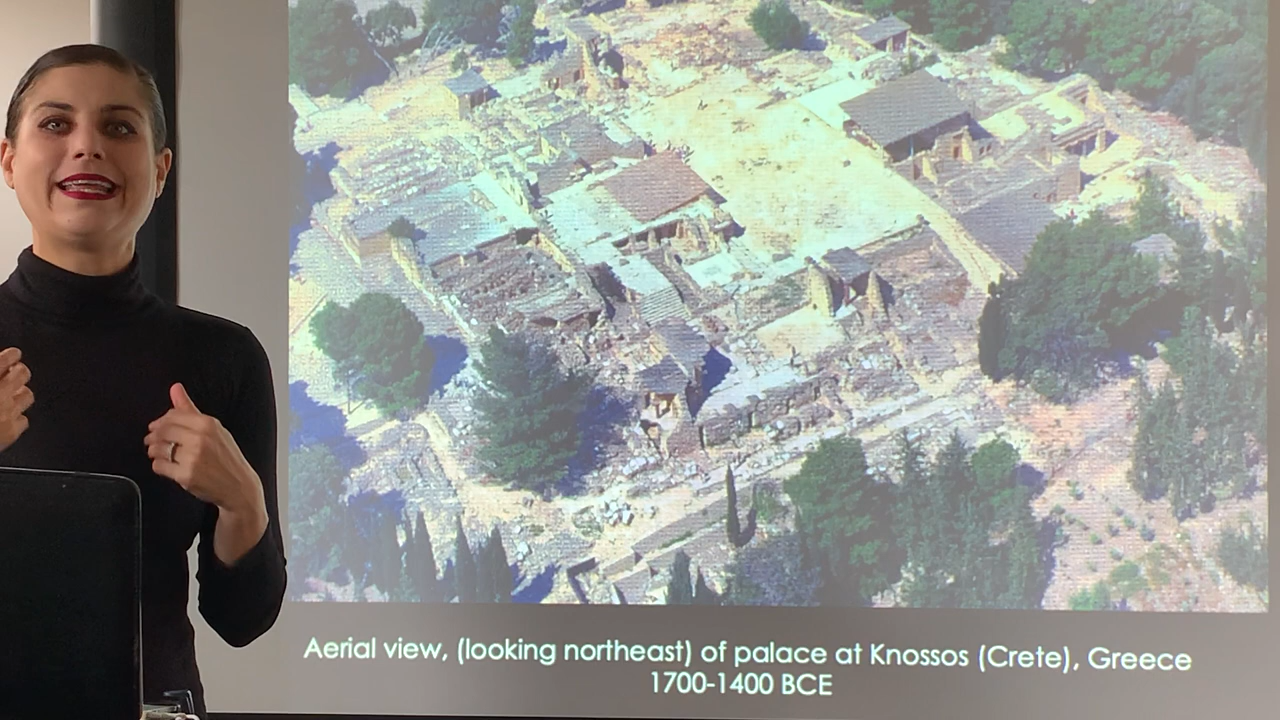 Aerial view, (looking northeast) of palace at Knossos (Crete), Greece
1700-1400 BCE